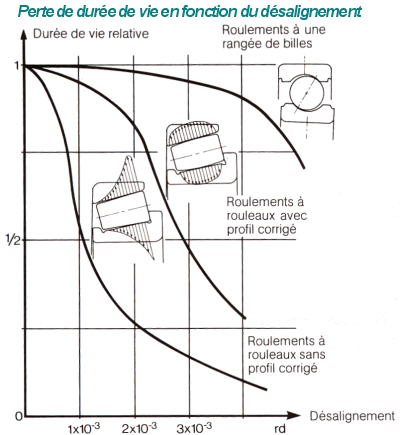 Perte de durée de vie en fonction du désalignement
Durée de vie relative
Roulements à une
rangée de billes
1
Roulements à
rouleaux avec
profil corrigé
1/2
Roulements à
rouleaux sans
profil corrigé
0
1x10-3
2x10-3
3x10-3
rd
Désalignement